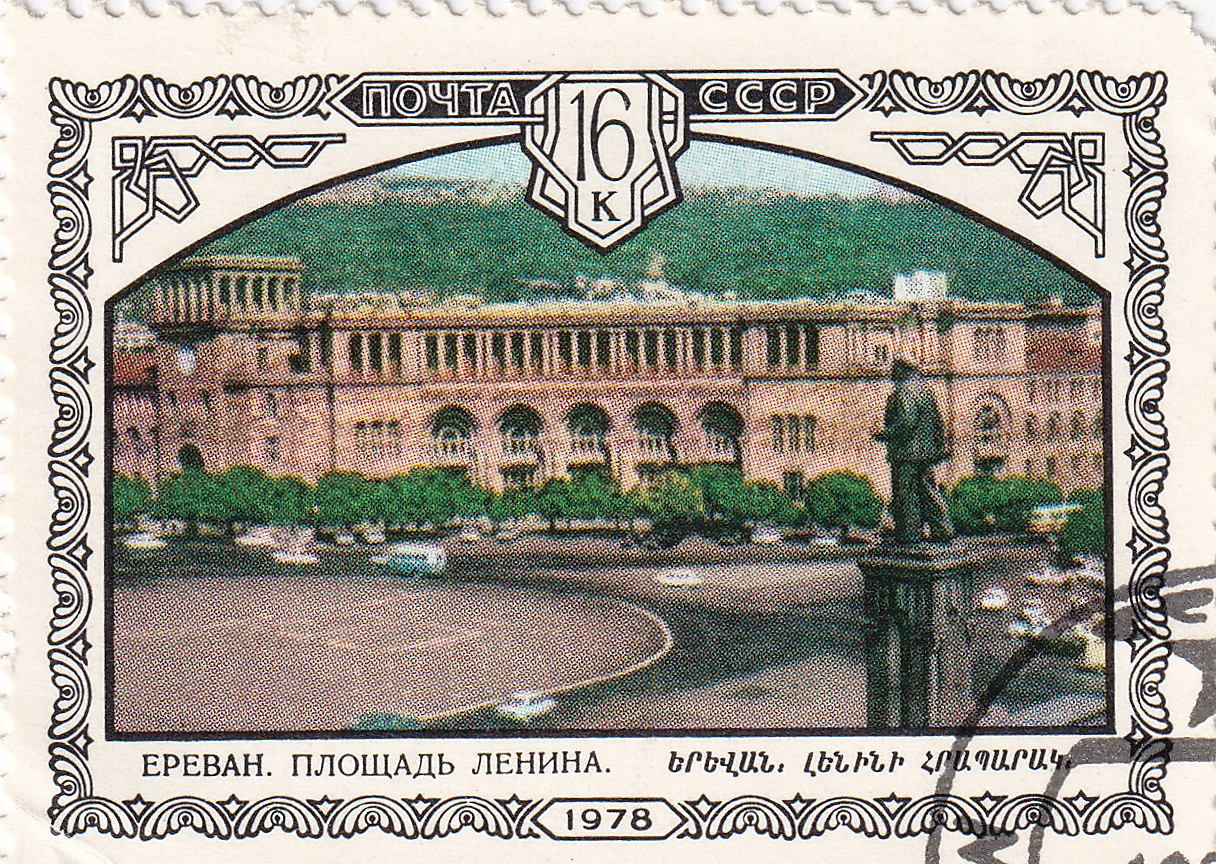 ПОЧТА СССР
16
К
ЕРЕВАН. ПЛОЩАДЬ ЛЕНИНА. ԵՐԵՎԱՆ։ ԼԵՆԻՆԻ ՀՐԱՊԱՐԱԿ։
1978